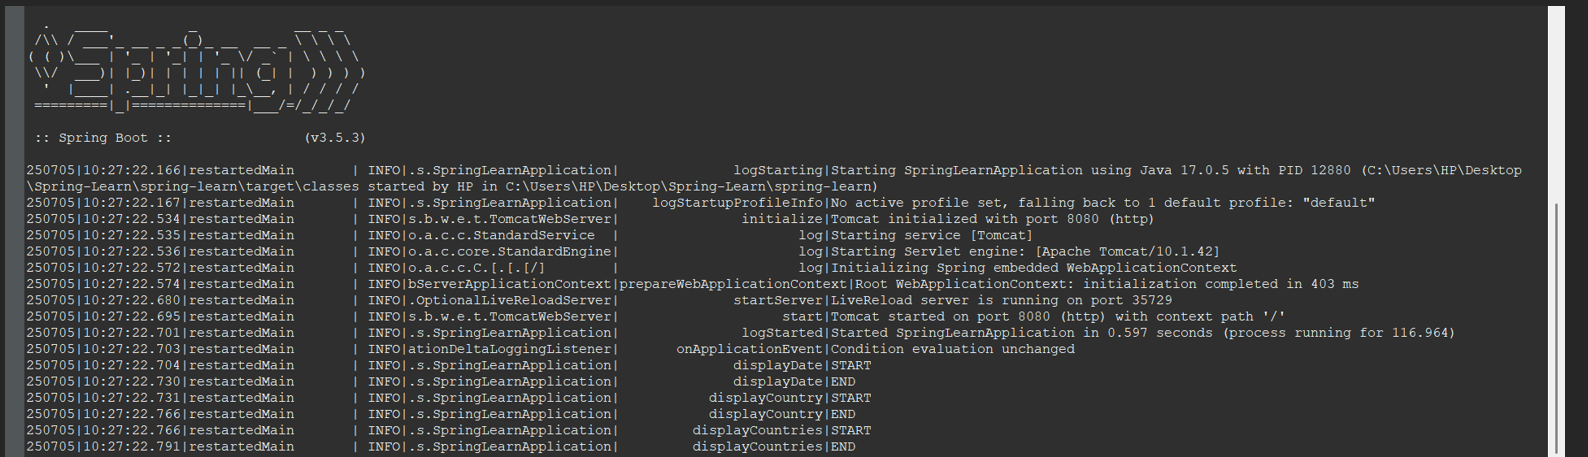 .   ____          _            __ _ _
 /\\ / ___'_ __ _ _(_)_ __  __ _ \ \ \ \
( ( )\___ | '_ | '_| | '_ \/ _` | \ \ \ \
 \\/  ___)| |_)| | | | | || (_| |  ) ) ) )
  '  |____| .__|_| |_|_| |_\__, | / / / /
 =========|_|==============|___/=/_/_/_/
 :: Spring Boot ::                (v3.5.3)
250705|10:27:22.166|restartedMain       | INFO|.s.SpringLearnApplication|              logStarting|Starting SpringLearnApplication using Java 17.0.5 with PID 12880 (C:\Users\HP\Desktop
\Spring-Learn\spring-learn\target\classes started by HP in C:\Users\HP\Desktop\Spring-Learn\spring-learn)
250705|10:27:22.167|restartedMain       | INFO|.s.SpringLearnApplication|    logStartupProfileInfo|No active profile set, falling back to 1 default profile: "default"
250705|10:27:22.534|restartedMain       | INFO|s.b.w.e.t.TomcatWebServer|               initialize|Tomcat initialized with port 8080 (http)
250705|10:27:22.535|restartedMain       | INFO|o.a.c.c.StandardService  |                      log|Starting service [Tomcat]
250705|10:27:22.536|restartedMain       | INFO|o.a.c.core.StandardEngine|                      log|Starting Servlet engine: [Apache Tomcat/10.1.42]
250705|10:27:22.572|restartedMain       | INFO|o.a.c.c.C.[.[.[/]        |                      log|Initializing Spring embedded WebApplicationContext
250705|10:27:22.574|restartedMain       | INFO|bServerApplicationContext|prepareWebApplicationContext|Root WebApplicationContext: initialization completed in 403 ms
250705|10:27:22.680|restartedMain       | INFO|.OptionalLiveReloadServer|              startServer|LiveReload server is running on port 35729
250705|10:27:22.695|restartedMain       | INFO|s.b.w.e.t.TomcatWebServer|                    start|Tomcat started on port 8080 (http) with context path '/'
250705|10:27:22.701|restartedMain       | INFO|.s.SpringLearnApplication|               logStarted|Started SpringLearnApplication in 0.597 seconds (process running for 116.964)
250705|10:27:22.703|restartedMain       | INFO|ationDeltaLoggingListener|       onApplicationEvent|Condition evaluation unchanged
250705|10:27:22.704|restartedMain       | INFO|.s.SpringLearnApplication|              displayDate|START
250705|10:27:22.730|restartedMain       | INFO|.s.SpringLearnApplication|              displayDate|END
250705|10:27:22.731|restartedMain       | INFO|.s.SpringLearnApplication|           displayCountry|START
250705|10:27:22.766|restartedMain       | INFO|.s.SpringLearnApplication|           displayCountry|END
250705|10:27:22.766|restartedMain       | INFO|.s.SpringLearnApplication|         displayCountries|START
250705|10:27:22.791|restartedMain       | INFO|.s.SpringLearnApplication|         displayCountries|END